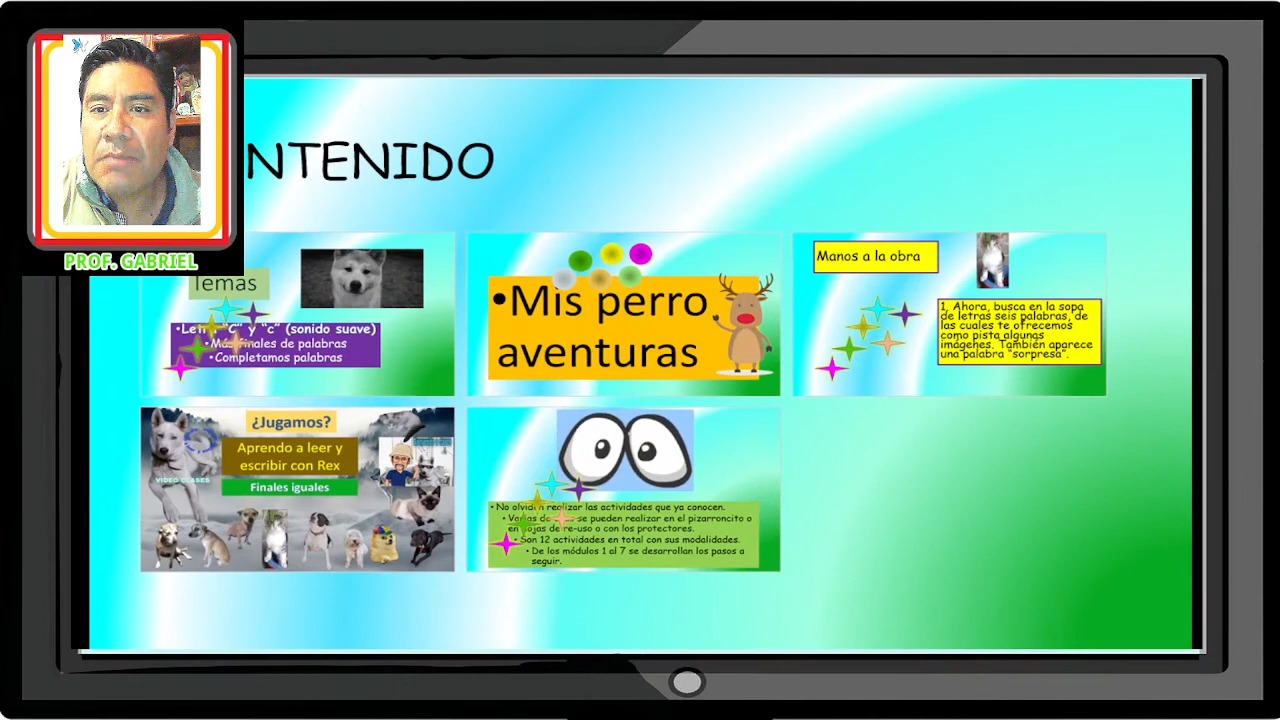 NTENIDO
PROF. GABRIEL
Temas
•Letra "C" y "c" (sonido suave)
•Más finales de palabras
•Completamos palabras
•Mis perro
aventuras
Manos a la obra
1. Ahora, busca en la sopa
de letras seis palabras, de
las cuales te ofrecemos
como pista algunas
imágenes. También aparece
una palabra “sorpresa”.
¿Jugamos?
Aprendo a leer y
escribir con Rex
Finales iguales
VIDEO CLASES
• No olviden realizar las actividades que ya conocen.
• Varias de se pueden realizar en el pizarroncito o
en hojas de re-uso o con los protectores.
• Son 12 actividades en total con sus modalidades.
• De los módulos 1 al 7 se desarrollan los pasos a
seguir.